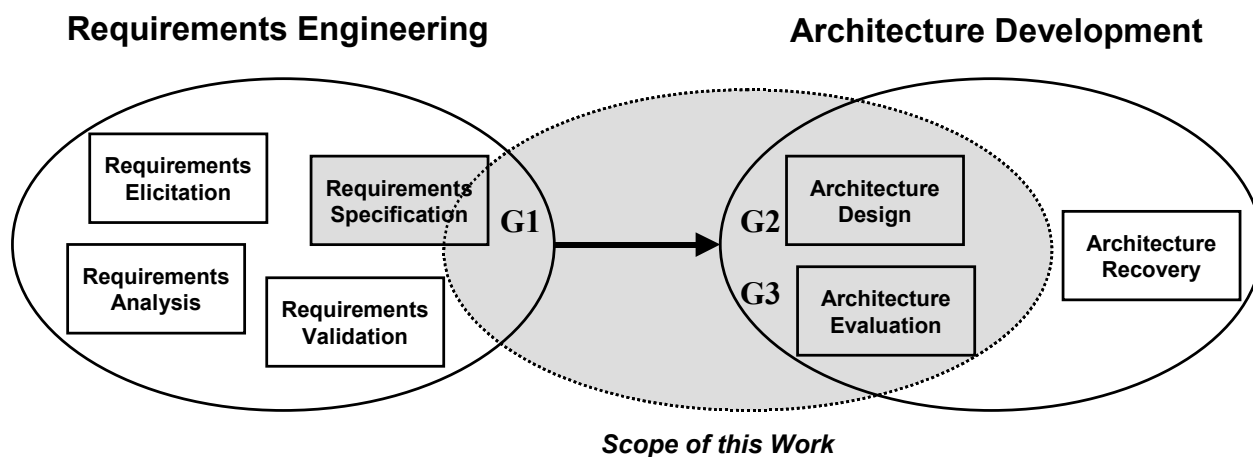 Requirements Engineering
Architecture Development
Requirements
Elicitation
Requirements
Specification
G1
Requirements
Analysis
Requirements
Validation
G2
Architecture
Design
G3
Architecture
Evaluation
Architecture
Recovery
Scope of this Work